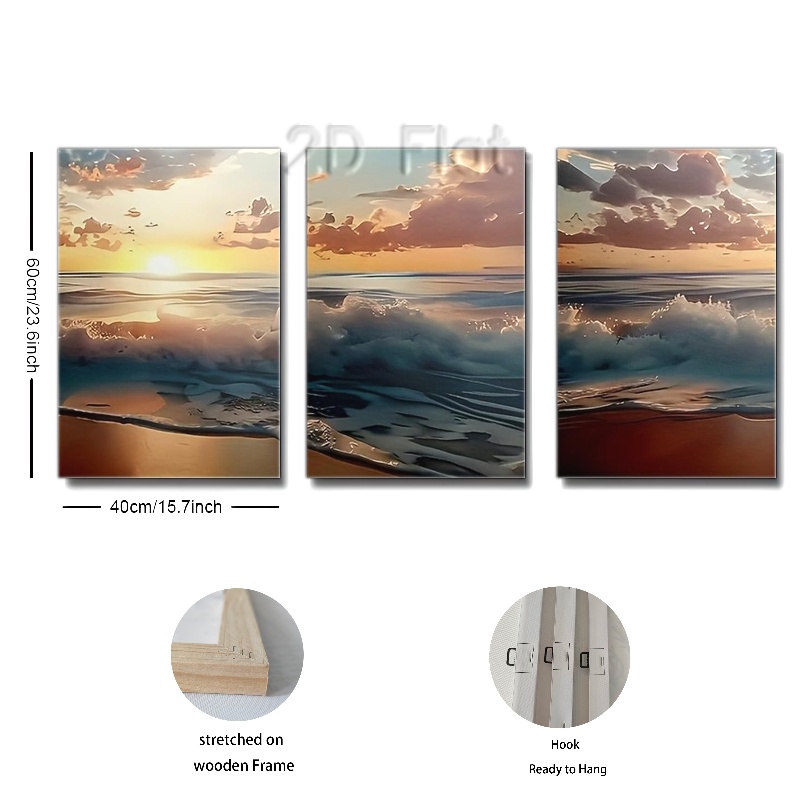 2D Flat
60cm/23.6inch
40cm/15.7inch
stretched on
wooden Frame
Hook
Ready to Hang